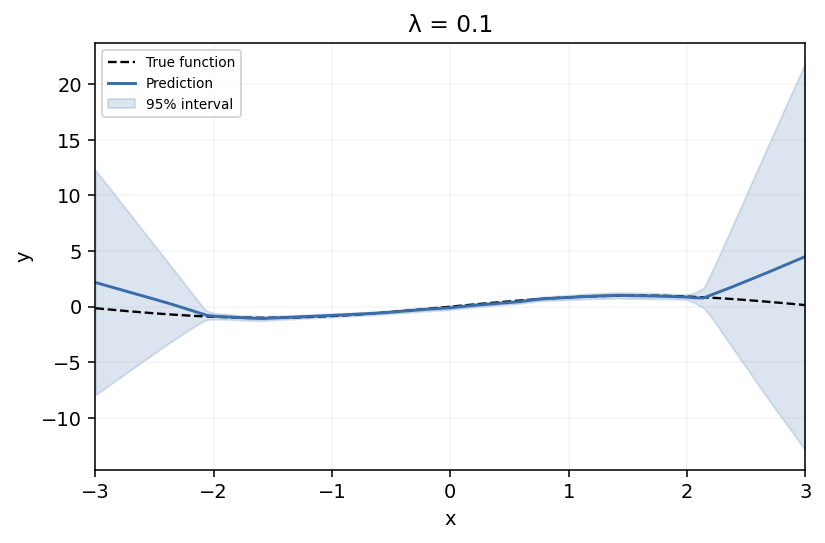 λ = 0.1
True function
Prediction
95% interval
20
15
10
5
0
−5
−10
y
−3
−2
−1
0
1
2
3
x